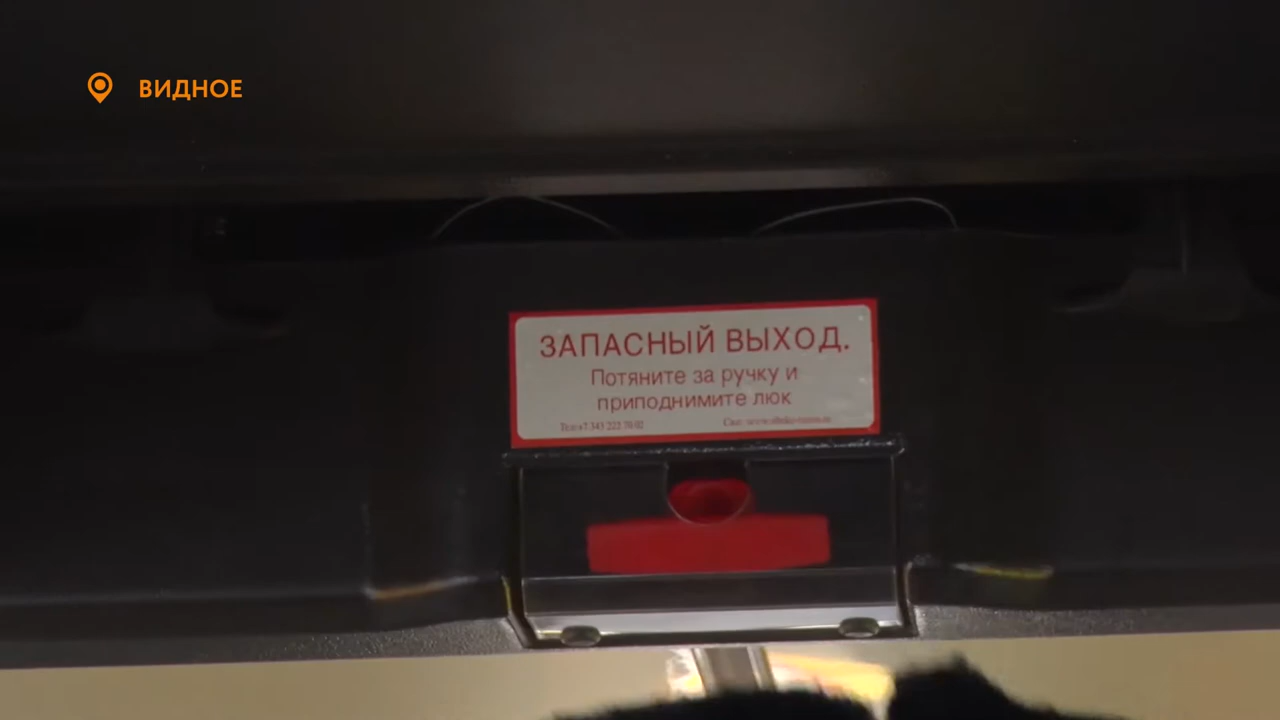 ВИДНОЕ
ЗАПАСНЫЙ ВЫХОД.
Потяните за ручку и
приподнимите люк